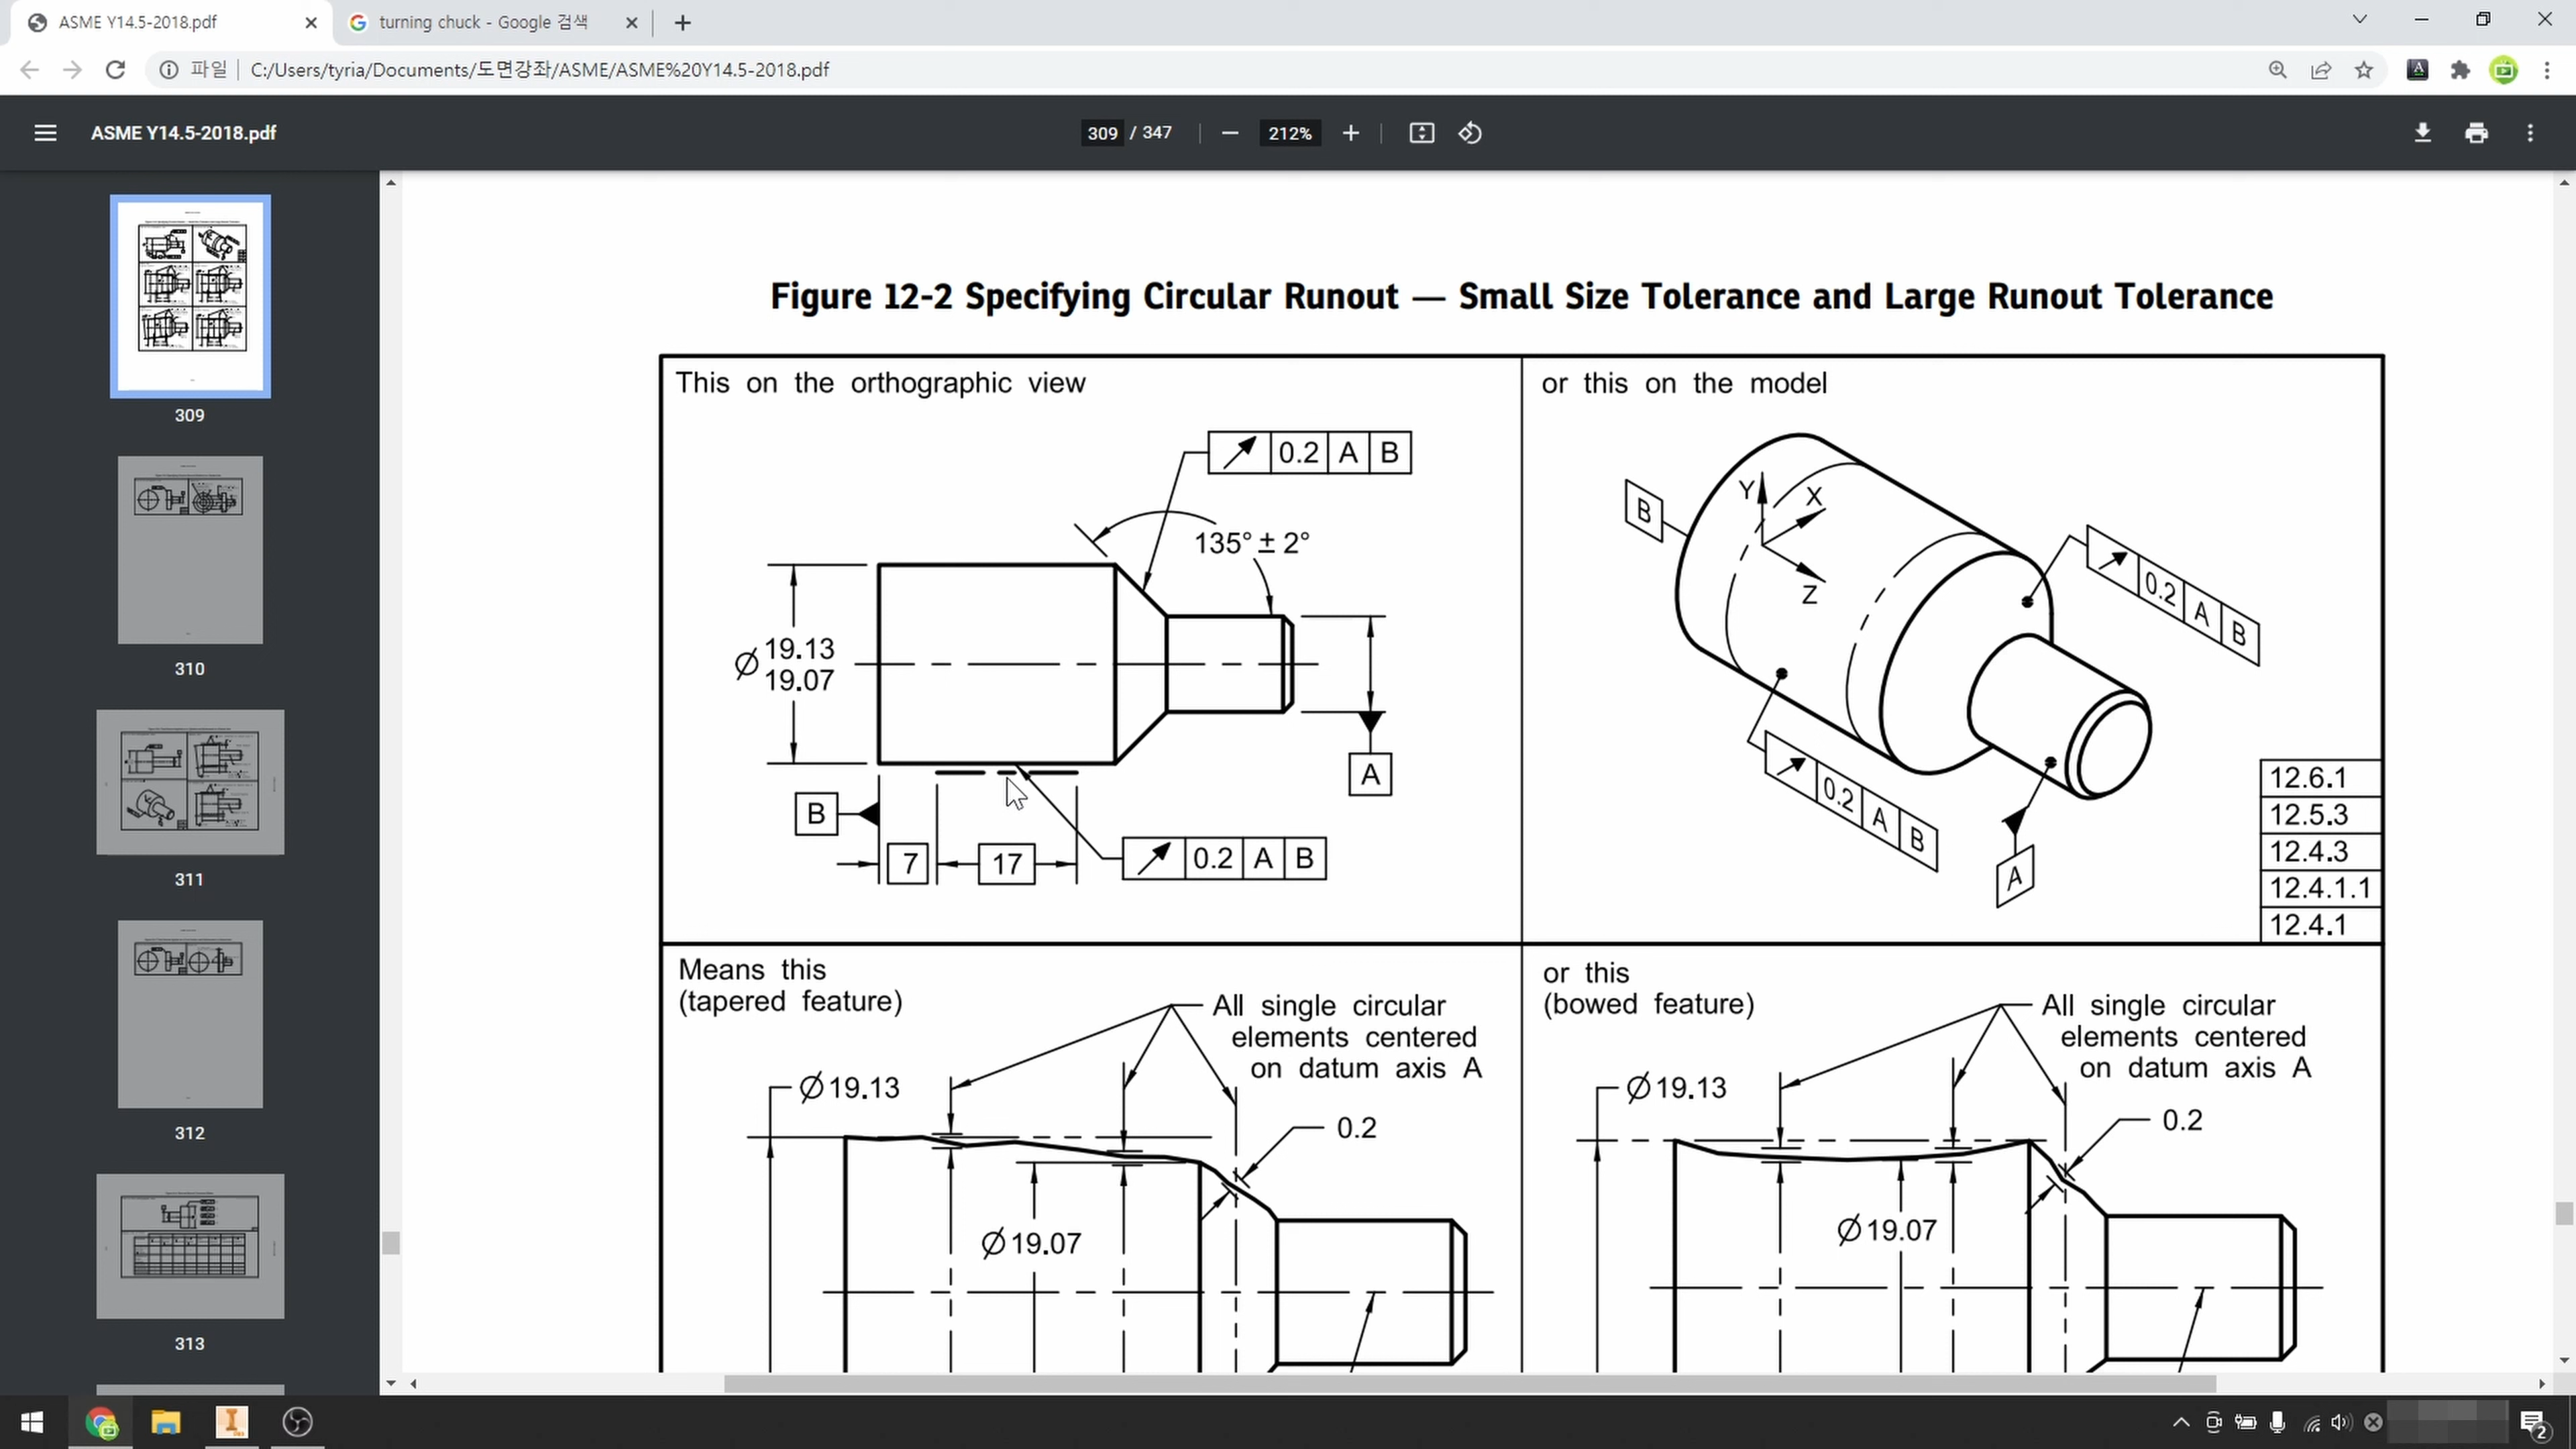 ASME Y14.5-2018.pdf
turning chuck - Google 검색
파일
C:/Users/tyria/Documents/도면강좌/ASME/ASME%20Y14.5-2018.pdf
ASME Y14.5-2018.pdf
309 / 347
212%
309
310
311
312
313
Figure 12-2 Specifying Circular Runout — Small Size Tolerance and Large Runout Tolerance
This on the orthographic view
0.2 A B
135° ± 2°
⌀ 19.13
19.07
A
B
7
17
0.2 A B
or this on the model
B
Y
X
Z
0.2 A B
0.2 A B
A
12.6.1
12.5.3
12.4.3
12.4.1.1
12.4.1
Means this
(tapered feature)
All single circular
elements centered
on datum axis A
⌀19.13
0.2
⌀19.07
or this
(bowed feature)
All single circular
elements centered
on datum axis A
⌀19.13
0.2
⌀19.07
2